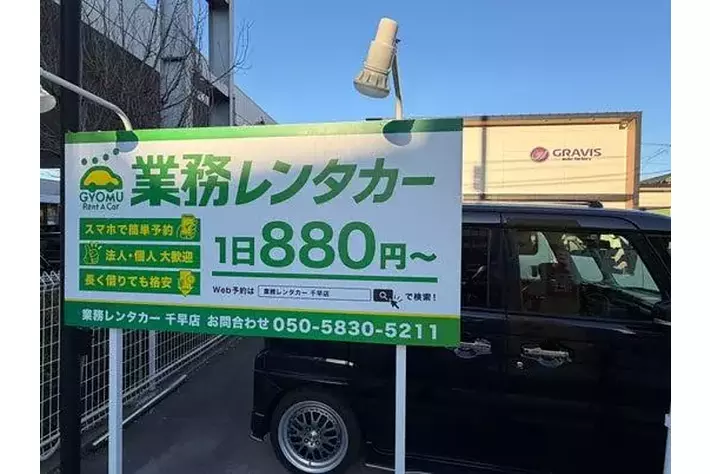 GYOMU
Rent A Car
業務レンタカー
スマホで簡単予約
法人・個人 大歓迎
長く借りても格安
1日880円～
Web予約は 業務レンタカー 千早店 で検索!
業務レンタカー 千早店 お問合わせ 050-5830-5211
GRAVIS
auto factory